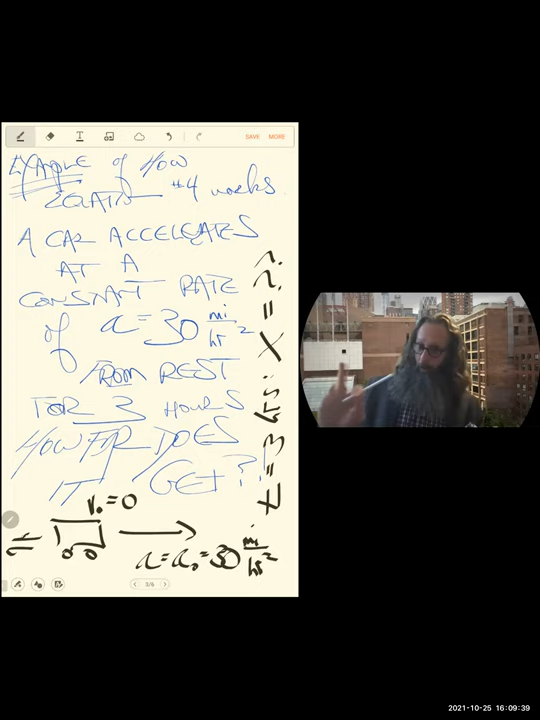 SAVE MORE
EXAMPLE of HOW
#4 works
A CAR ACCELERATES
AT A
CONSTANT RATE
of a = 30 mi/hr²
FROM REST
FOR 3 HOURS
HOW FAR DOES
IT GET?
V₀ = 0
a = a₀ = 30 mi/hr²
t = 3 hrs: X = ?
3/6
2021-10-25 16:09:39